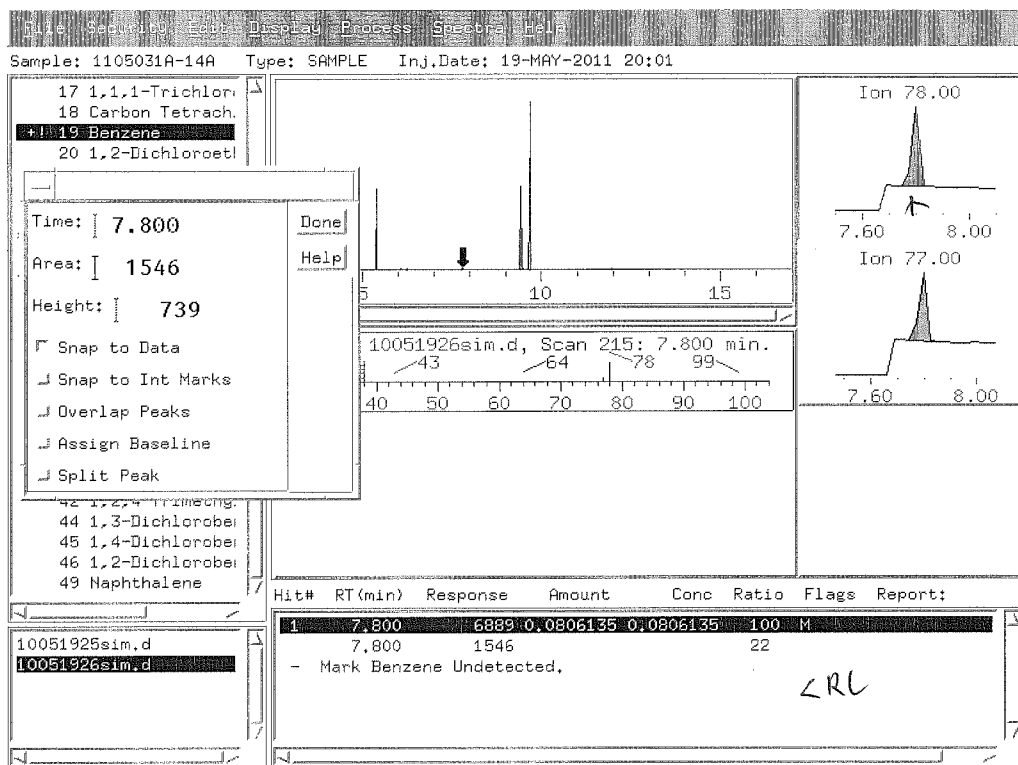 File Security Edit Display Process Spectra Help
Sample: 1105031A-14A Type: SAMPLE Inj.Date: 19-MAY-2011 20:01
17 1,1,1-Trichlor
18 Carbon Tetrach.
+! 19 Benzene
20 1,2-Dichloroet
Time: 7.800
Area: 1546
Height: 739
Done
Help
Snap to Data
Snap to Int Marks
Overlap Peaks
Assign Baseline
Split Peak
44 1,3-Dichlorobe
45 1,4-Dichlorobe
46 1,2-Dichlorobe
49 Naphthalene
10051925sim.d
10051926sim.d
5 10 15
10051926sim.d, Scan 215: 7.800 min.
43 64 78 99
40 50 60 70 80 90 100
Ion 78.00
7.60 8.00
Ion 77.00
7.60 8.00
Hit# RT(min) Response Amount Conc Ratio Flags Report:
1 7.800 6889 0.0806135 0.0806135 100 M
7.800 1546 22
- Mark Benzene Undetected.
<RL